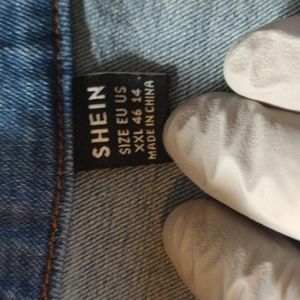 SHEIN
SIZE EU US
XXL 46 14
MADE IN CHINA